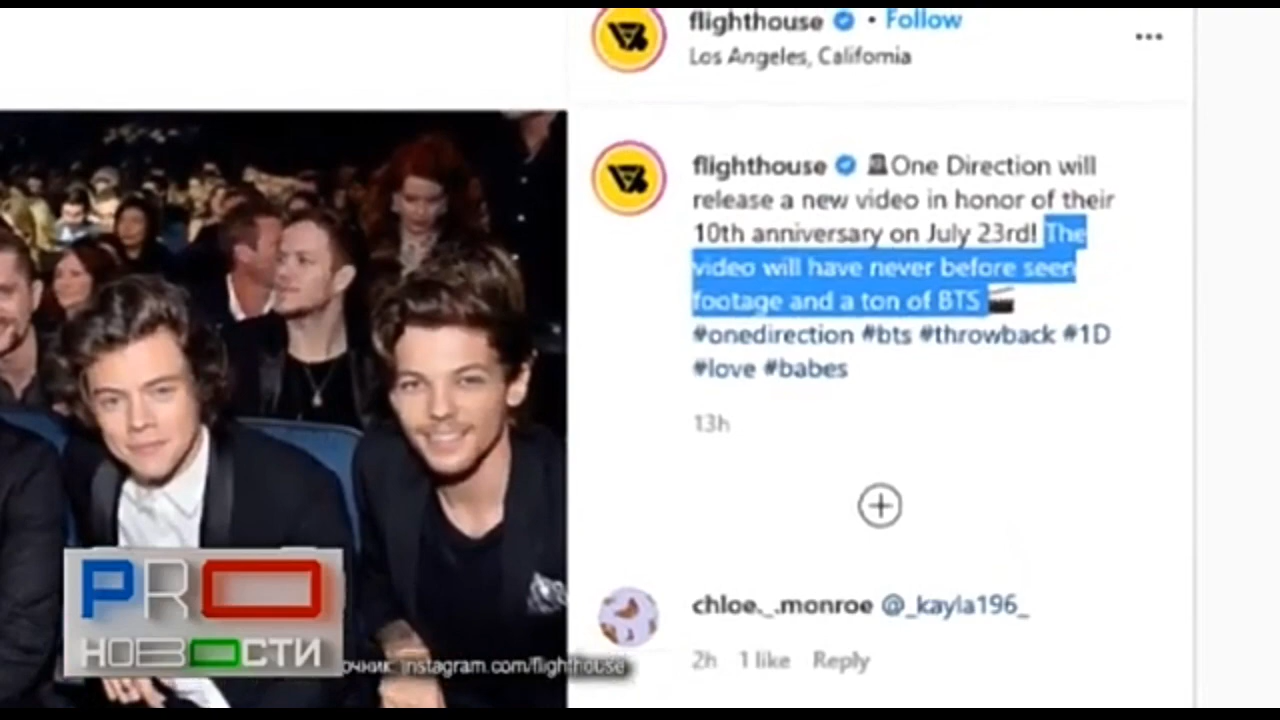 flighthouse • Follow
Los Angeles, California
flighthouse One Direction will
release a new video in honor of their
10th anniversary on July 23rd! The
video will have never before seen
footage and a ton of BTS
#onedirection #bts #throwback #1D
#love #babes
13h
chloe._.monroe @_kayla196_
2h 1 like Reply
PRO
НОВОСТИ
очник: instagram.com/flighthouse